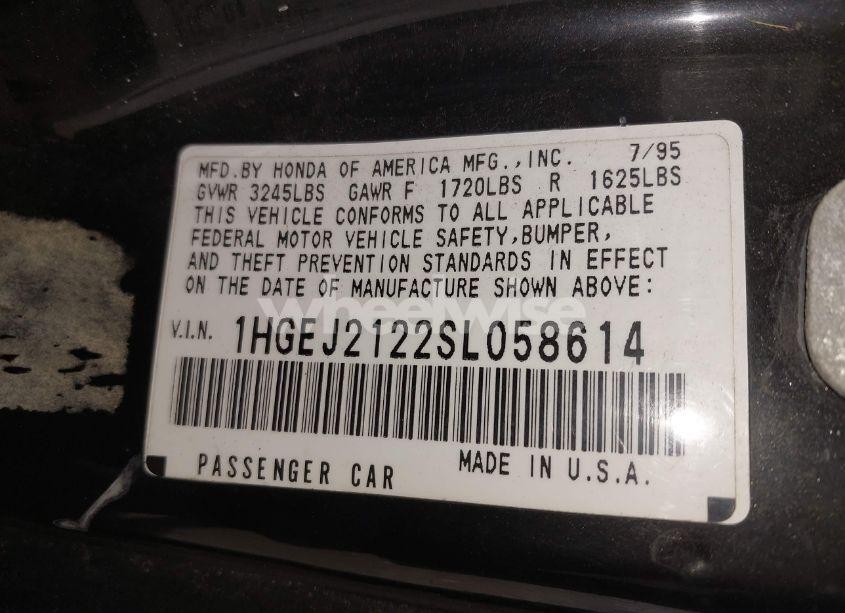 MFD.BY HONDA OF AMERICA MFG.,INC. 7/95
GVWR 3245LBS GAWR F 1720LBS R 1625LBS
THIS VEHICLE CONFORMS TO ALL APPLICABLE
FEDERAL MOTOR VEHICLE SAFETY,BUMPER,
AND THEFT PREVENTION STANDARDS IN EFFECT
ON THE DATE OF MANUFACTURE SHOWN ABOVE:
wheelwise
V.I.N. 1HGEJ2122SL058614
PASSENGER CAR MADE IN U.S.A.